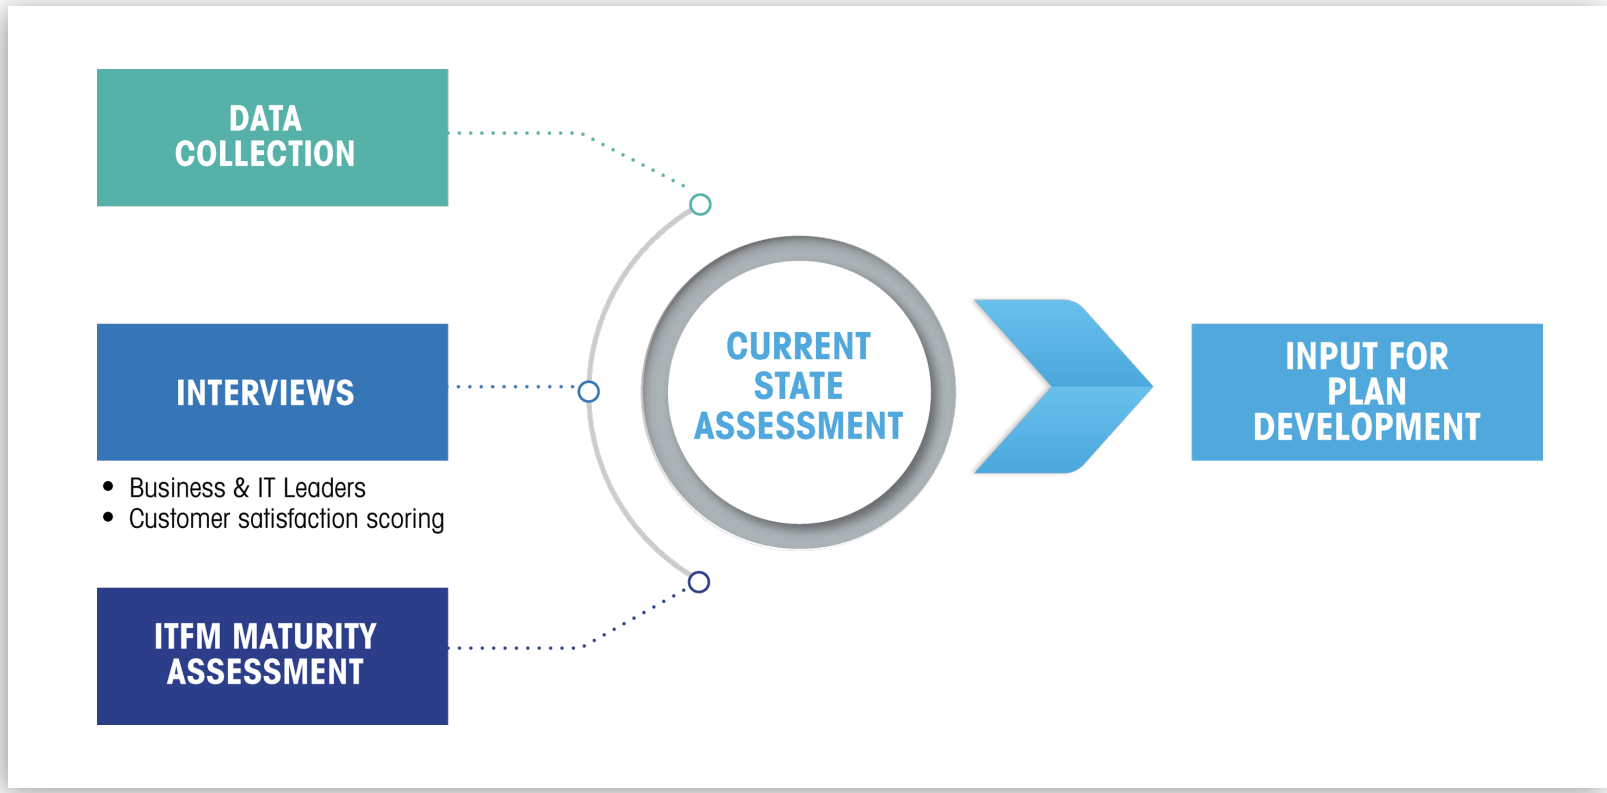 DATA
COLLECTION
INTERVIEWS
• Business & IT Leaders
• Customer satisfaction scoring
ITFM MATURITY
ASSESSMENT
CURRENT
STATE
ASSESSMENT
INPUT FOR
PLAN
DEVELOPMENT